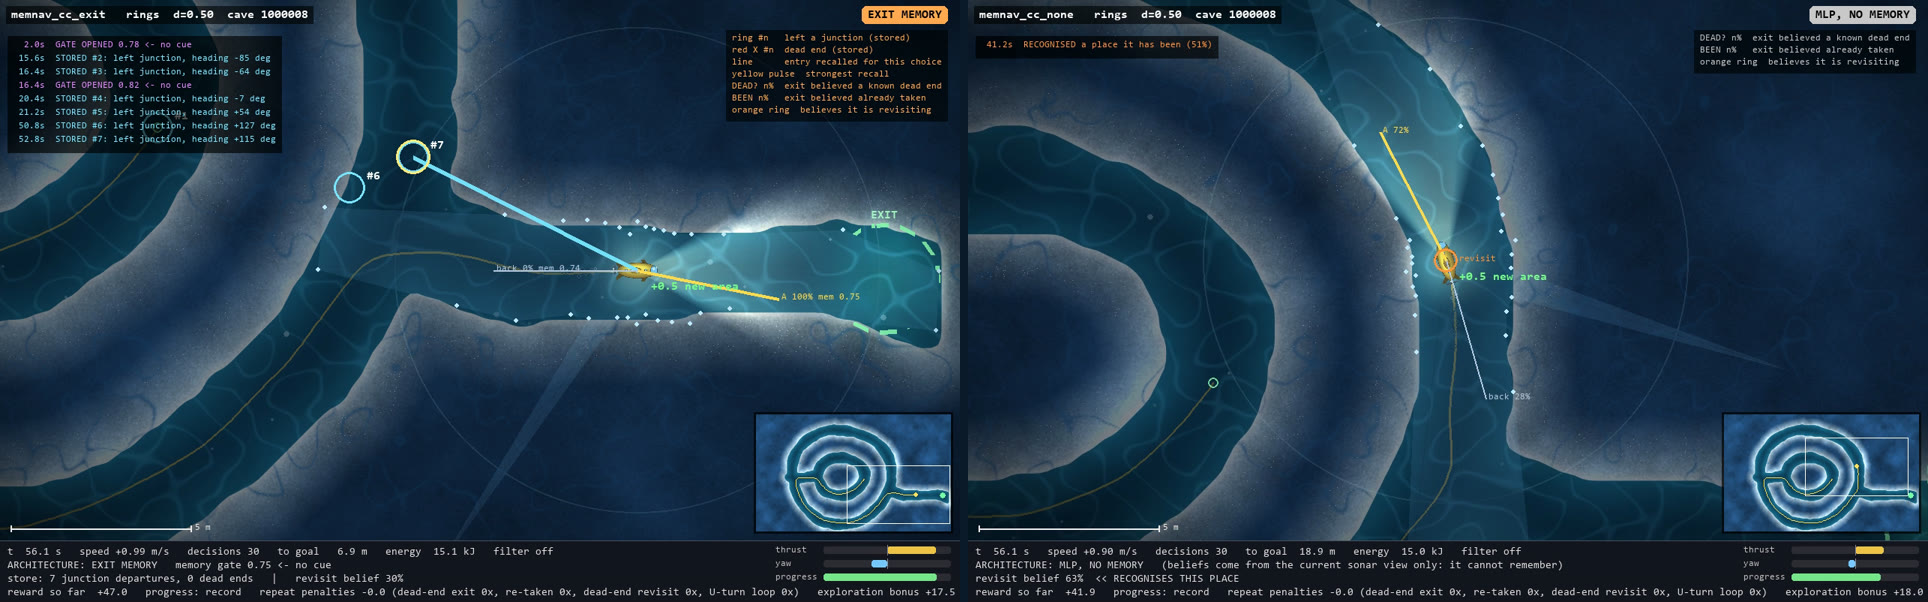 memnav_cc_exit rings d=0.50 cave 1000008
EXIT MEMORY
2.0s GATE OPENED 0.78 <- no cue
15.6s STORED #2: left junction, heading -85 deg
16.4s STORED #3: left junction, heading -64 deg
16.4s GATE OPENED 0.82 <- no cue
20.4s STORED #4: left junction, heading -7 deg
21.2s STORED #5: left junction, heading +54 deg
50.8s STORED #6: left junction, heading +127 deg
52.8s STORED #7: left junction, heading +115 deg
ring #n left a junction (stored)
red X #n dead end (stored)
line entry recalled for this choice
yellow pulse strongest recall
DEAD? n% exit believed a known dead end
BEEN n% exit believed already taken
orange ring believes it is revisiting
#7
#6
EXIT
back 0% mem 0.74
+0.5 new area
A 100% mem 0.75
5 m
t 56.1 s speed +0.99 m/s decisions 30 to goal 6.9 m energy 15.1 kJ filter off
ARCHITECTURE: EXIT MEMORY memory gate 0.75 <- no cue
store: 7 junction departures, 0 dead ends | revisit belief 30%
reward so far +47.0 progress: record repeat penalties -0.0 (dead-end exit 0x, re-taken 0x, dead-end revisit 0x, U-turn loop 0x) exploration bonus +17.5
thrust
yaw
progress
memnav_cc_none rings d=0.50 cave 1000008
MLP, NO MEMORY
41.2s RECOGNISED a place it has been (51%)
DEAD? n% exit believed a known dead end
BEEN n% exit believed already taken
orange ring believes it is revisiting
A 72%
revisit
+0.5 new area
back 28%
5 m
t 56.1 s speed +0.90 m/s decisions 30 to goal 18.9 m energy 15.0 kJ filter off
ARCHITECTURE: MLP, NO MEMORY (beliefs come from the current sonar view only: it cannot remember)
revisit belief 63% << RECOGNISES THIS PLACE
reward so far +41.9 progress: record repeat penalties -0.0 (dead-end exit 0x, re-taken 0x, dead-end revisit 0x, U-turn loop 0x) exploration bonus +18.0
thrust
yaw
progress